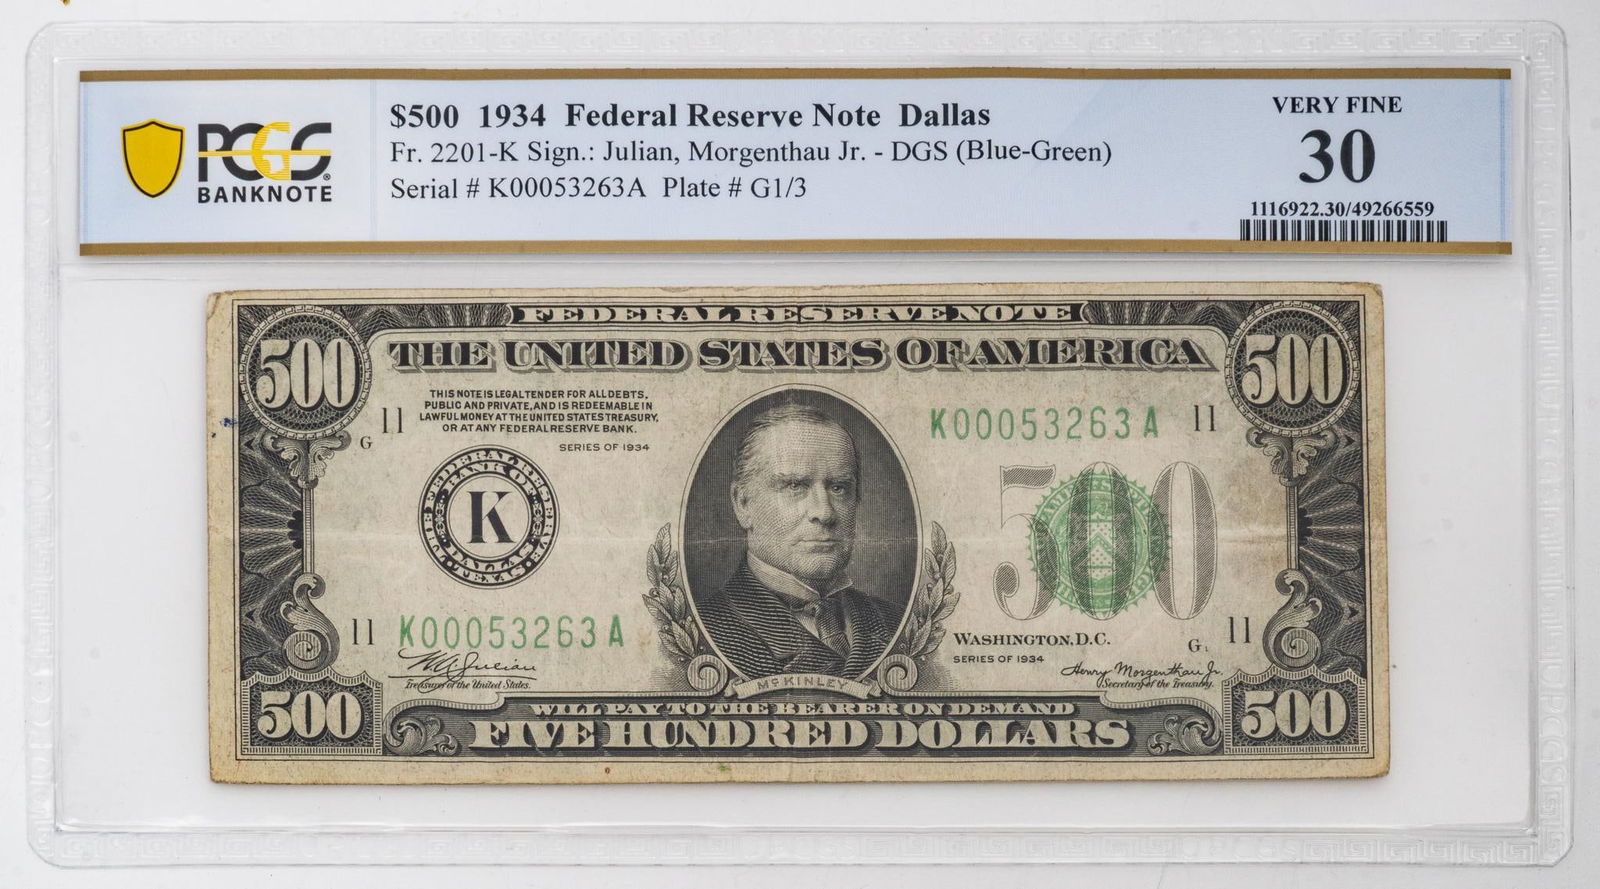 PCGS
BANKNOTE
$500 1934 Federal Reserve Note Dallas
Fr. 2201-K Sign.: Julian, Morgenthau Jr. - DGS (Blue-Green)
Serial # K00053263A Plate # G1/3
VERY FINE
30
1116922.30/49266559
FEDERAL RESERVE NOTE
500
THE UNITED STATES OF AMERICA
500
THIS NOTE IS LEGAL TENDER FOR ALL DEBTS,
PUBLIC AND PRIVATE, AND IS REDEEMABLE IN
LAWFUL MONEY AT THE UNITED STATES TREASURY,
OR AT ANY FEDERAL RESERVE BANK.
G 11
K00053263A 11
SERIES OF 1934
K
500
11 K00053263A
WASHINGTON, D.C.
G1 11
SERIES OF 1934
W.A. Julian
Treasurer of the United States.
Henry Morgenthau Jr.
Secretary of the Treasury.
McKINLEY
WILL PAY TO THE BEARER ON DEMAND
500
FIVE HUNDRED DOLLARS
500